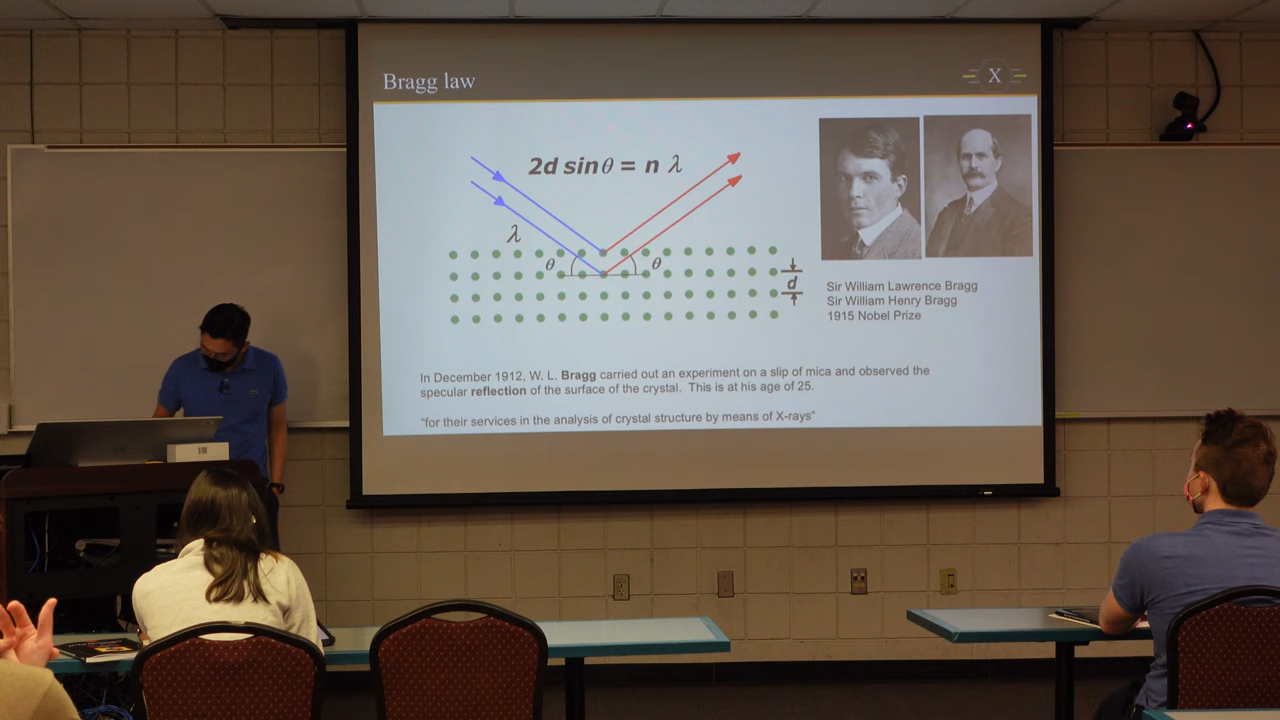 Bragg law
X
2d sinθ = n λ
λ
θ
θ
d
Sir William Lawrence Bragg
Sir William Henry Bragg
1915 Nobel Prize
In December 1912, W. L. Bragg carried out an experiment on a slip of mica and observed the
specular reflection of the surface of the crystal. This is at his age of 25.
"for their services in the analysis of crystal structure by means of X-rays"